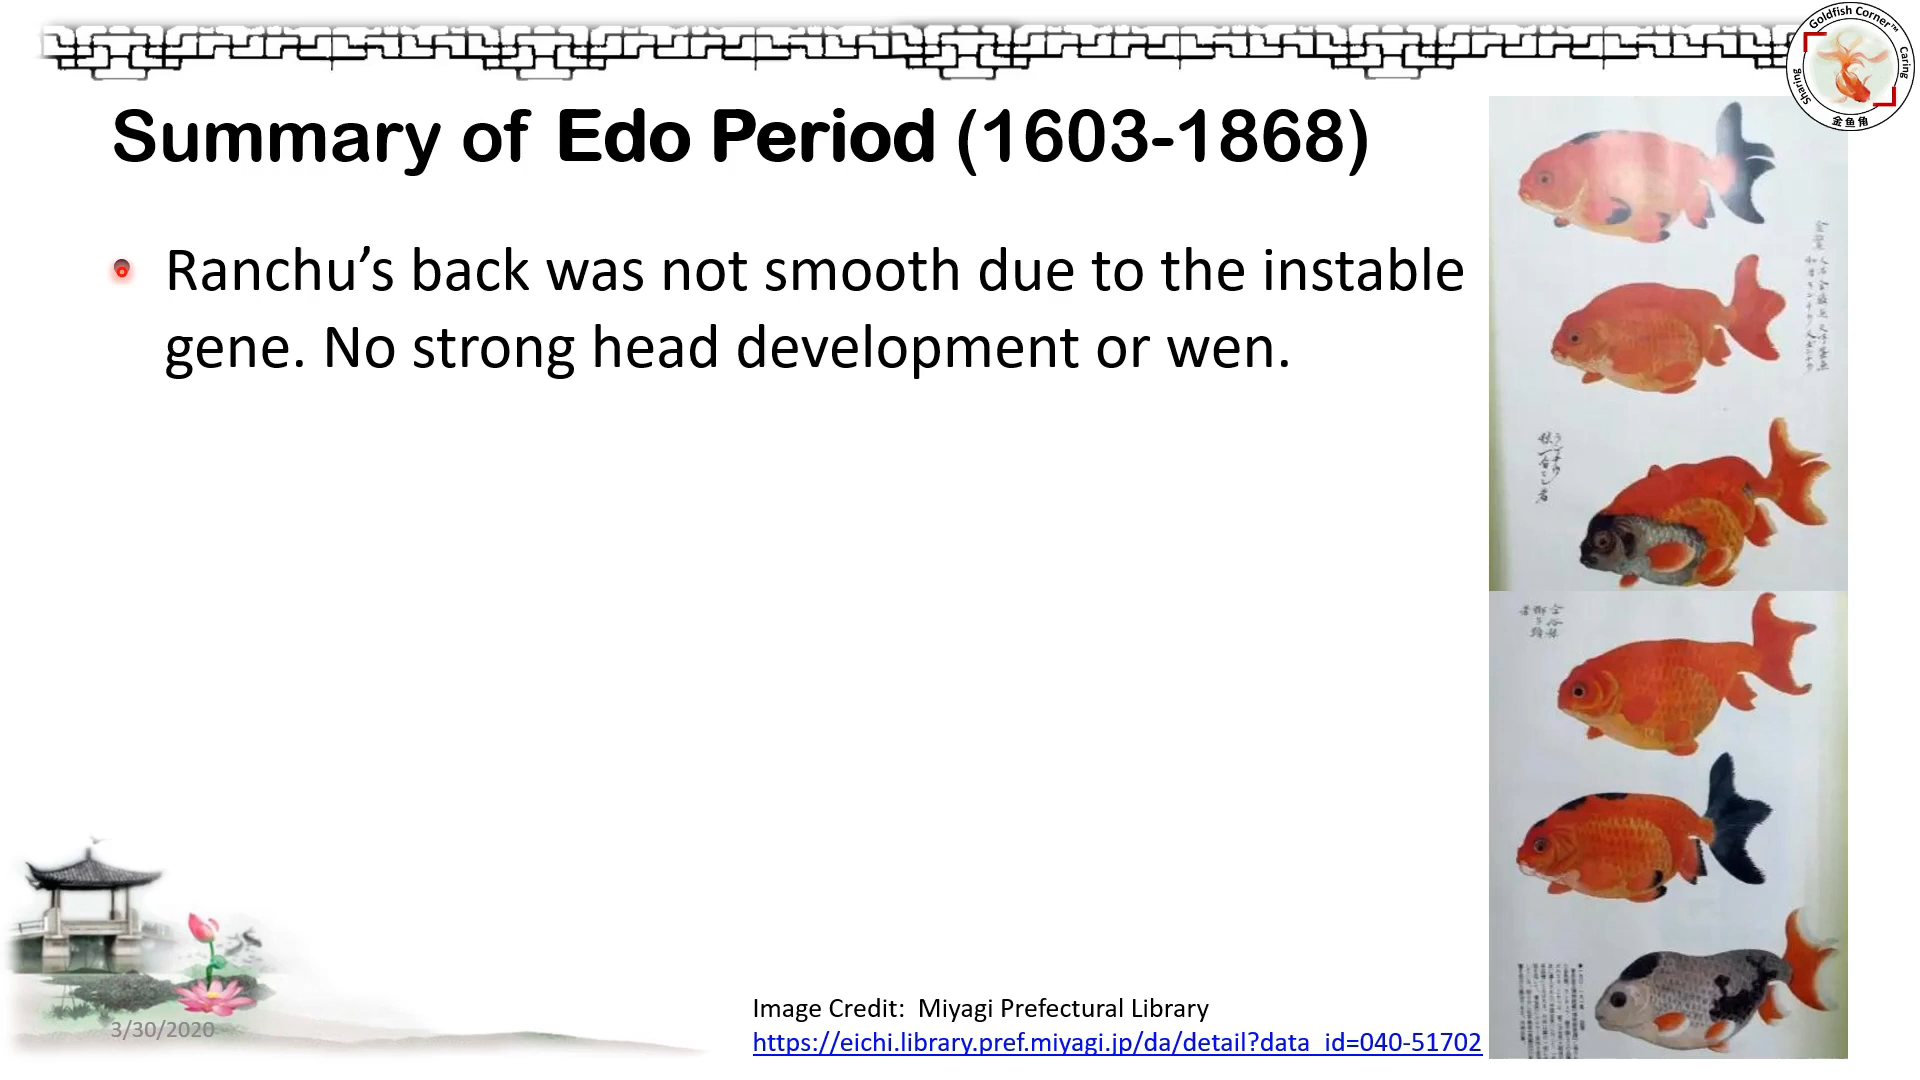 Goldfish Corner™
Caring
Sharing
金鱼角
Summary of Edo Period (1603-1868)
• Ranchu’s back was not smooth due to the instable
gene. No strong head development or wen.
3/30/2020
Image Credit:  Miyagi Prefectural Library
https://eichi.library.pref.miyagi.jp/da/detail?data_id=040-51702